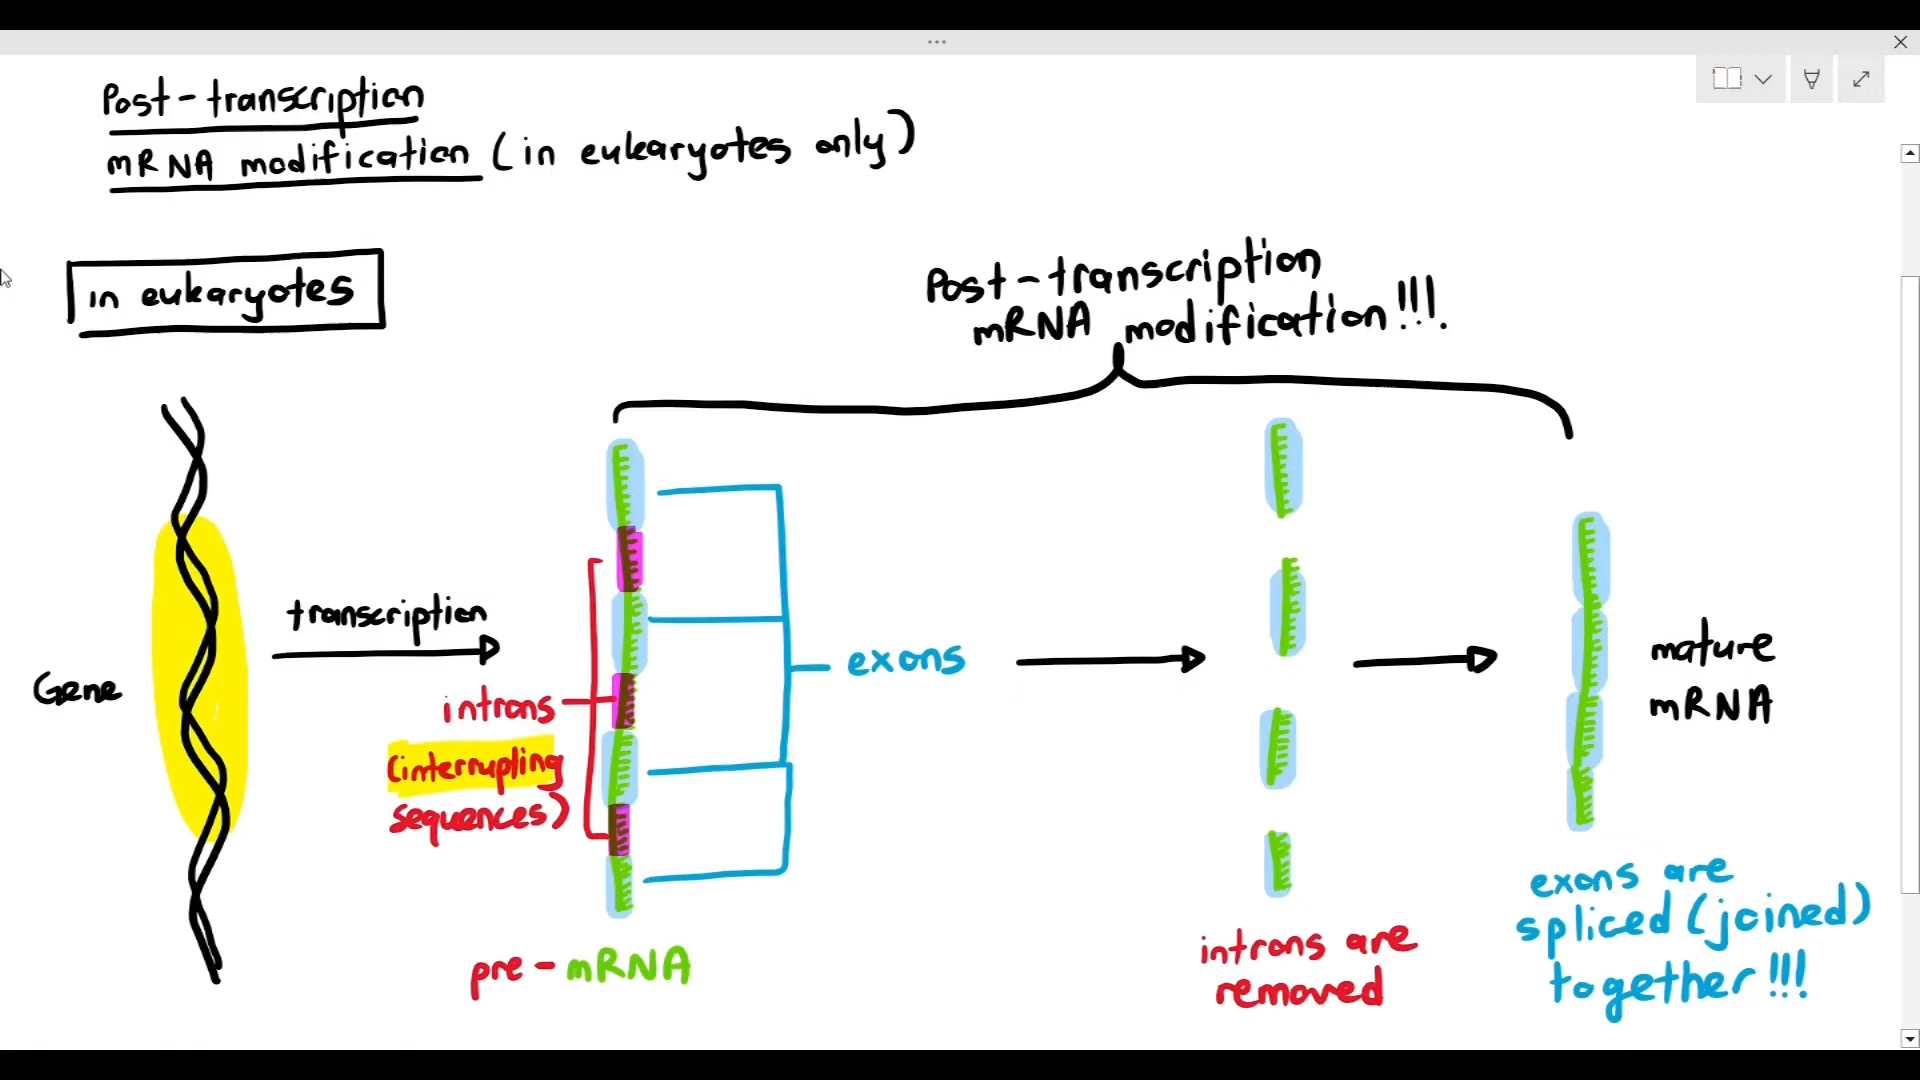 Post-transcription
mRNA modification (in eukaryotes only)
in eukaryotes
Post-transcription
mRNA modification!!!
Gene
transcription
introns
(interrupting
sequences)
exons
pre-mRNA
introns are
removed
mature
mRNA
exons are
spliced (joined)
together!!!